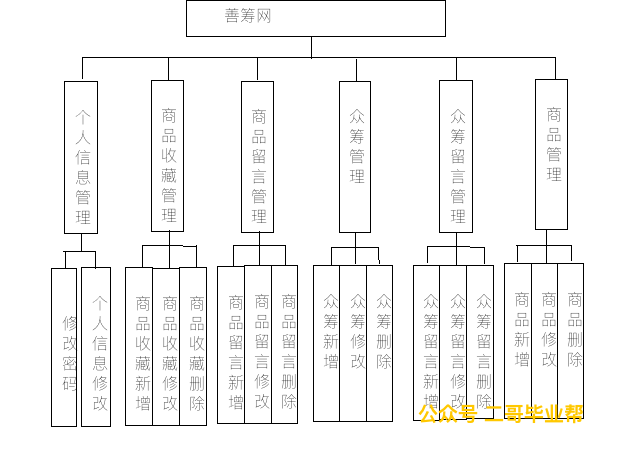 善筹网
个人信息管理
商品收藏管理
商品留言管理
众筹管理
众筹留言管理
商品管理
修改密码
个人信息修改
商品收藏新增
商品收藏修改
商品收藏删除
商品留言新增
商品留言修改
商品留言删除
众筹新增
众筹修改
众筹删除
众筹留言新增
众筹留言修改
众筹留言删除
商品新增
商品修改
商品删除
公众号 二哥毕业帮